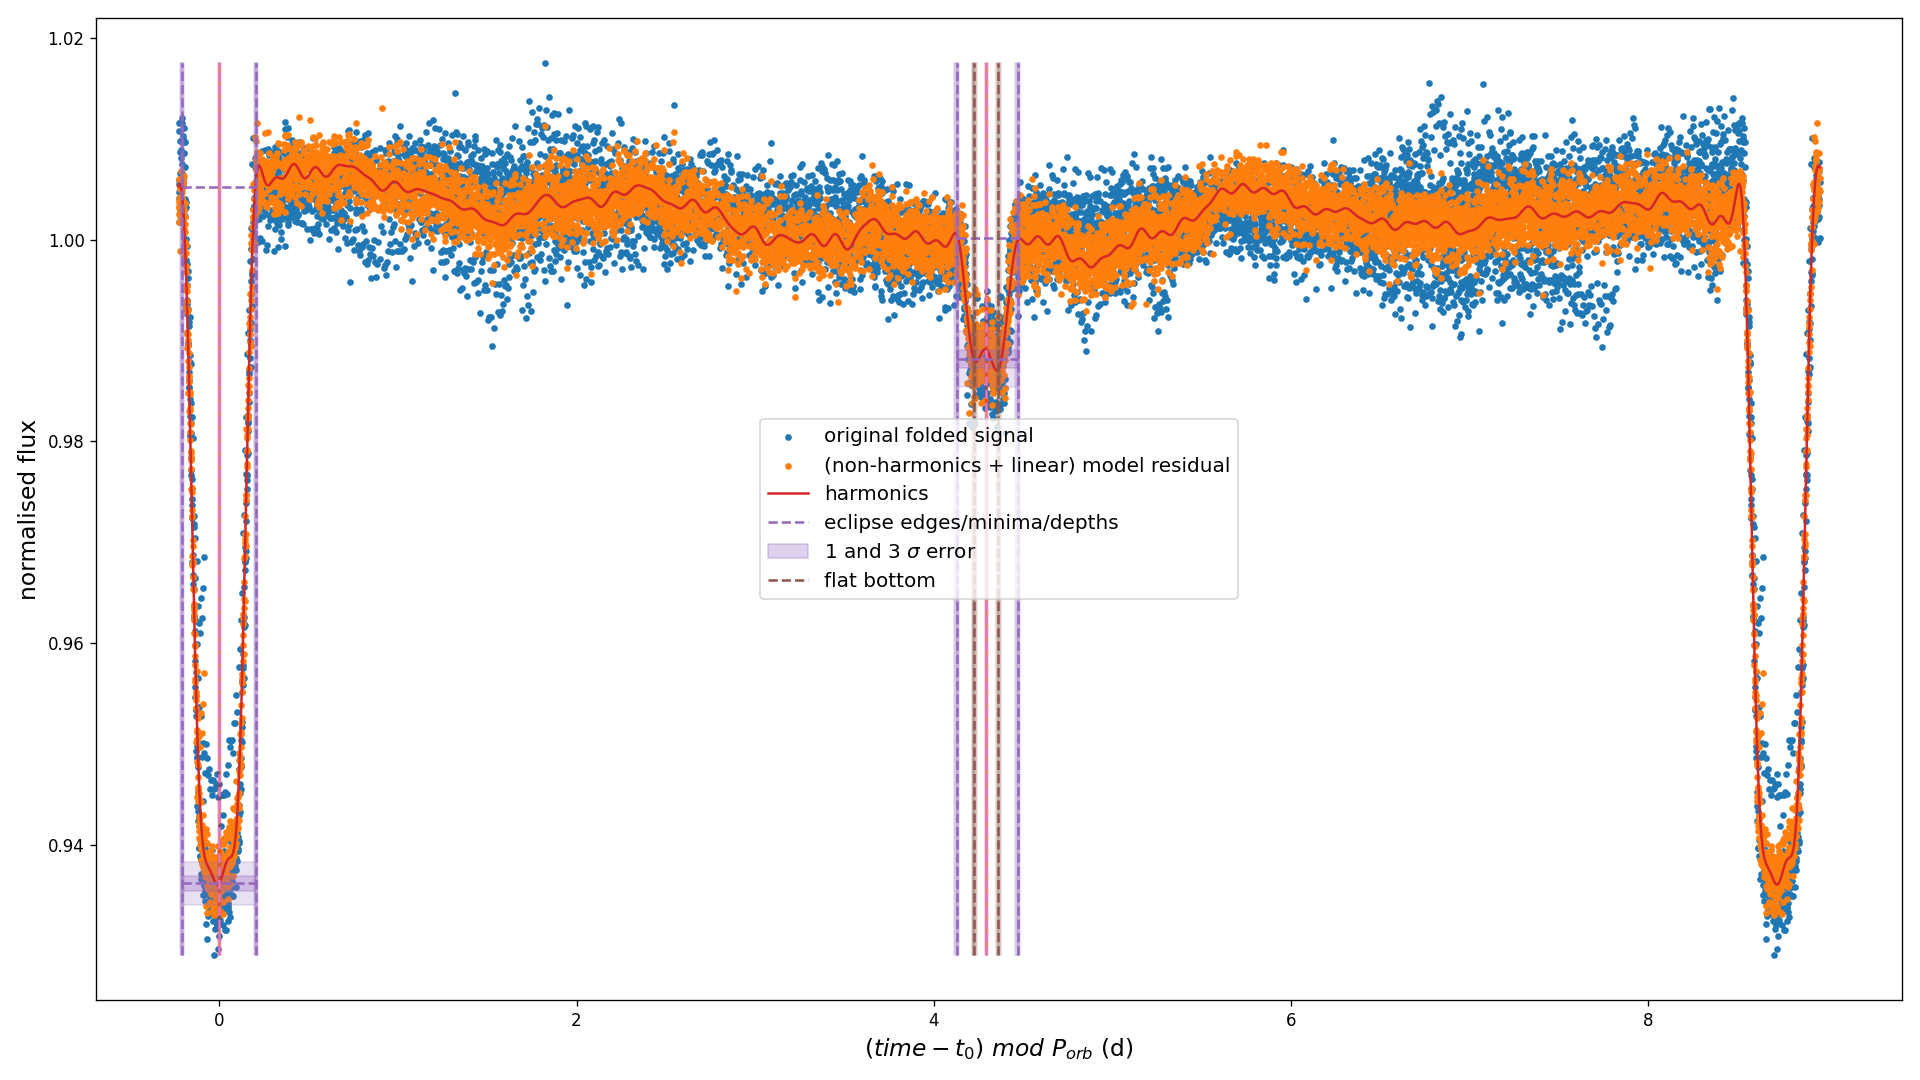 1.02
1.00
0.98
0.96
0.94
normalised flux
original folded signal
(non-harmonics + linear) model residual
harmonics
eclipse edges/minima/depths
1 and 3 σ error
flat bottom
0 2 4 6 8
(time − t₀) mod Pₒᵣb (d)